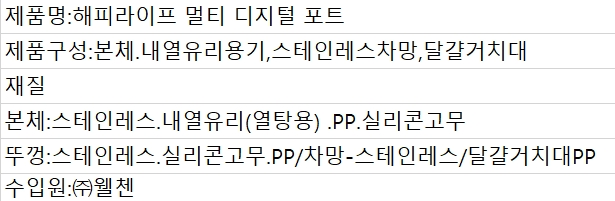 제품명:해피라이프 멀티 디지털 포트
제품구성:본체.내열유리용기,스테인레스차망,달걀거치대
재질
본체:스테인레스.내열유리(열탕용) .PP.실리콘고무
뚜껑:스테인레스.실리콘고무.PP/차망-스테인레스/달걀거치대PP
수입원:㈜웰첸